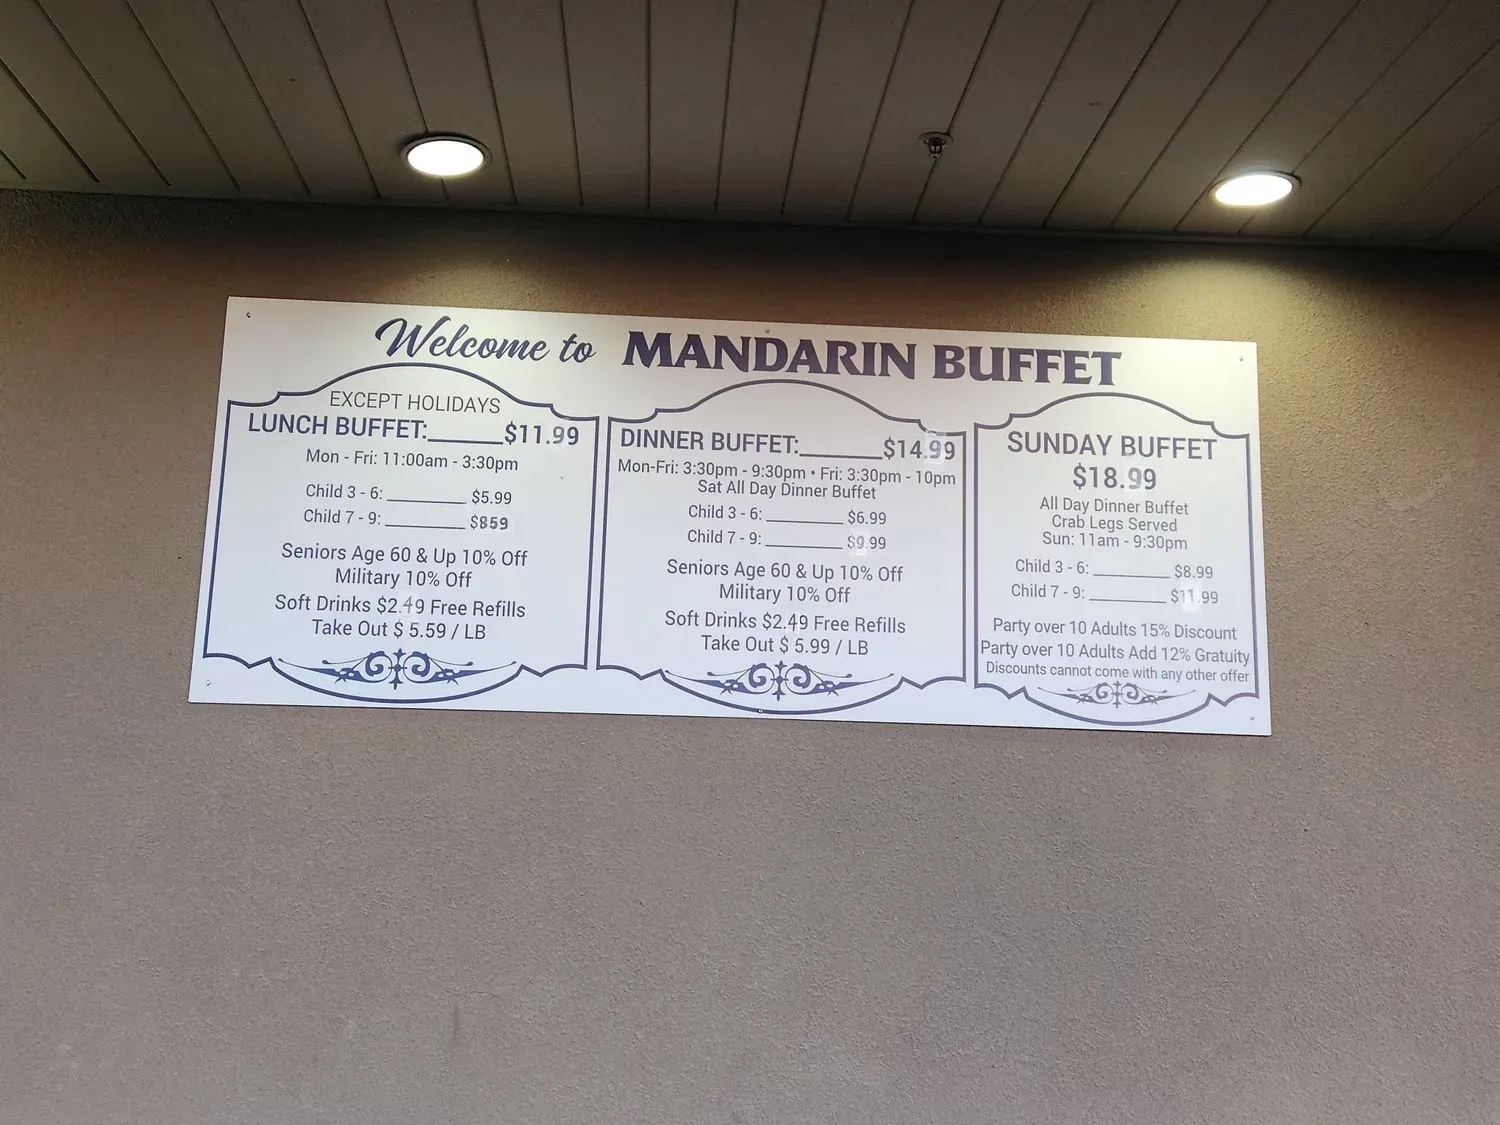 Welcome to MANDARIN BUFFET
EXCEPT HOLIDAYS
LUNCH BUFFET:______$11.99
Mon - Fri: 11:00am - 3:30pm
Child 3 - 6: _________ $5.99
Child 7 - 9: _________ $859
Seniors Age 60 & Up 10% Off
Military 10% Off
Soft Drinks $2.49 Free Refills
Take Out $ 5.59 / LB
DINNER BUFFET:_______$14.99
Mon-Fri: 3:30pm - 9:30pm • Fri: 3:30pm - 10pm
Sat All Day Dinner Buffet
Child 3 - 6: _________ $6.99
Child 7 - 9: _________ $9.99
Seniors Age 60 & Up 10% Off
Military 10% Off
Soft Drinks $2.49 Free Refills
Take Out $ 5.99 / LB
SUNDAY BUFFET
$18.99
All Day Dinner Buffet
Crab Legs Served
Sun: 11am - 9:30pm
Child 3 - 6: _________ $8.99
Child 7 - 9: _________ $11.99
Party over 10 Adults 15% Discount
Party over 10 Adults Add 12% Gratuity
Discounts cannot come with any other offer